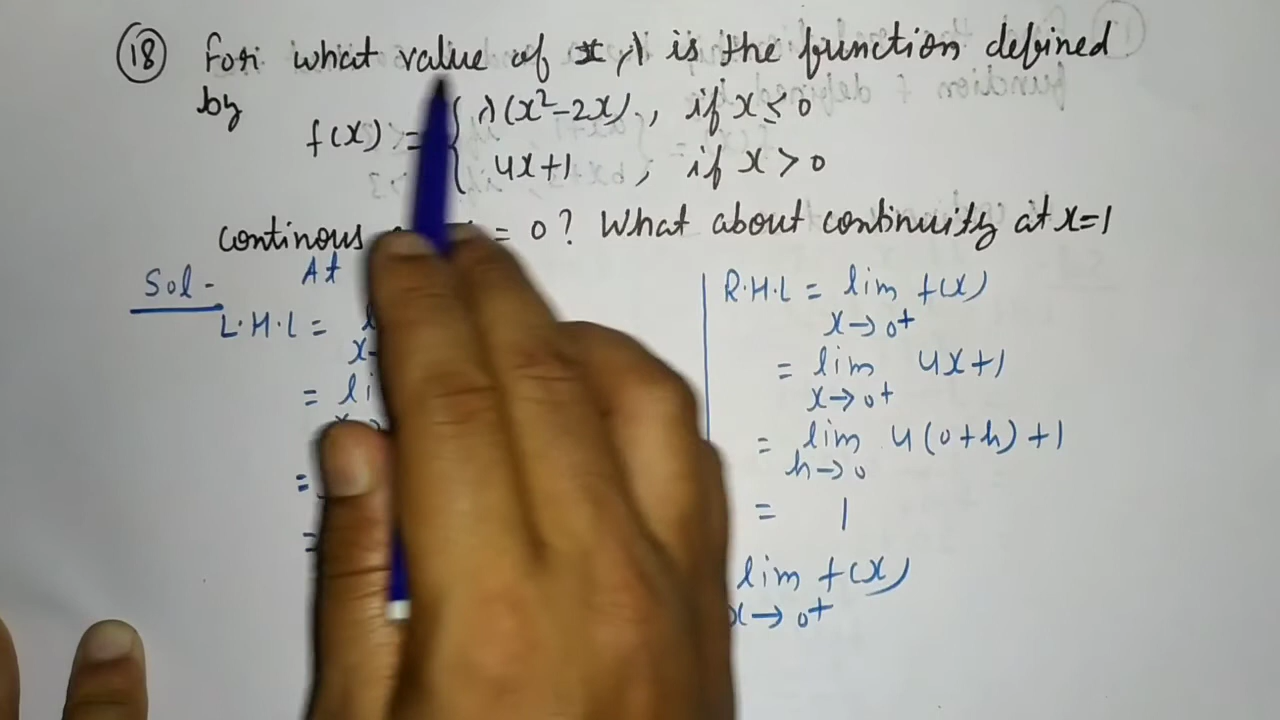 18 For what value of λ is the function defined
by
f(x) = { λ(x²-2x), if x ≤ 0
4x+1 , if x > 0
continous = 0? What about continuity at x=1
Sol- At
L.H.L =
x→
= li
=
=
R.H.L = lim f(x)
x→0+
= lim 4x+1
x→0+
= lim 4(0+h)+1
h→0
= 1
lim f(x)
x→0+